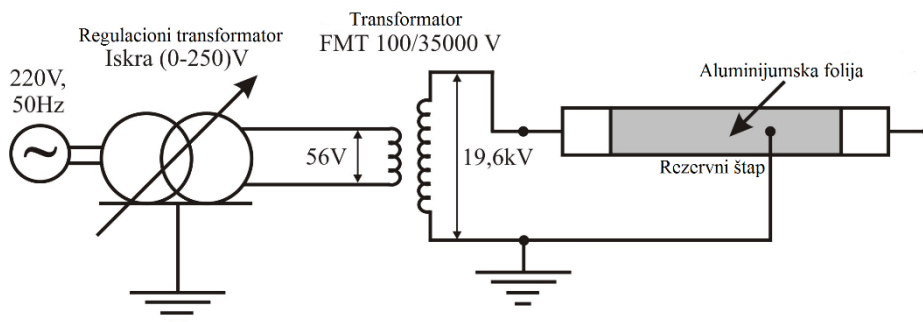 Regulacioni transformator
Iskra (0-250)V
Transformator
FMT 100/35000 V
220V,
50Hz
56V
19,6kV
Aluminijumska folija
Rezervni štap